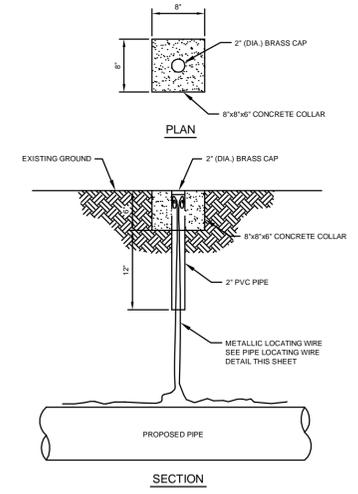 8"
8"
2" (DIA.) BRASS CAP
8"x8"x6" CONCRETE COLLAR
PLAN
EXISTING GROUND
2" (DIA.) BRASS CAP
8"x8"x6" CONCRETE COLLAR
12"
2" PVC PIPE
METALLIC LOCATING WIRE
SEE PIPE LOCATING WIRE
DETAIL THIS SHEET
PROPOSED PIPE
SECTION